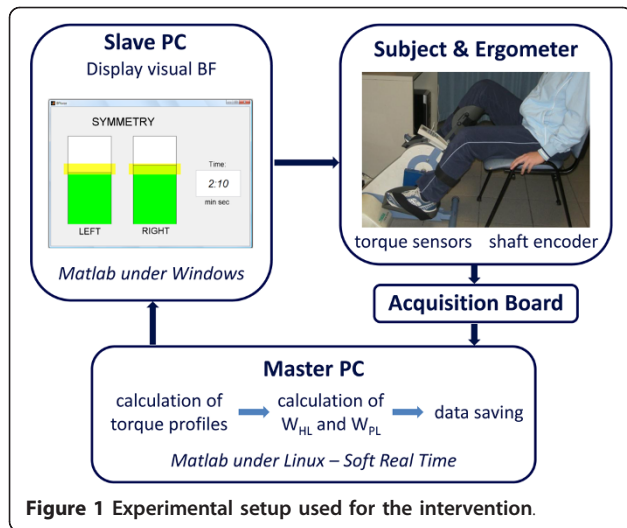 Slave PC
Display visual BF
SYMMETRY
LEFT
RIGHT
Time:
2:10
min sec
Matlab under Windows
Subject & Ergometer
torque sensors shaft encoder
Acquisition Board
Master PC
calculation of torque profiles
calculation of W_HL and W_PL
data saving
Matlab under Linux – Soft Real Time
Figure 1 Experimental setup used for the intervention.